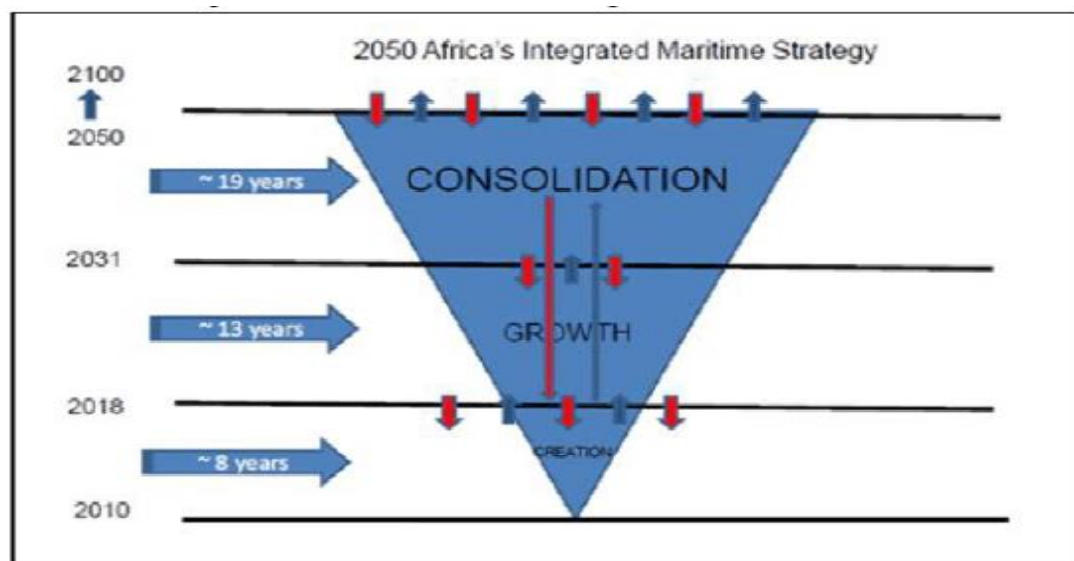 2050 Africa's Integrated Maritime Strategy
2100
2050
~ 19 years
CONSOLIDATION
2031
~ 13 years
GROWTH
2018
~ 8 years
CREATION
2010